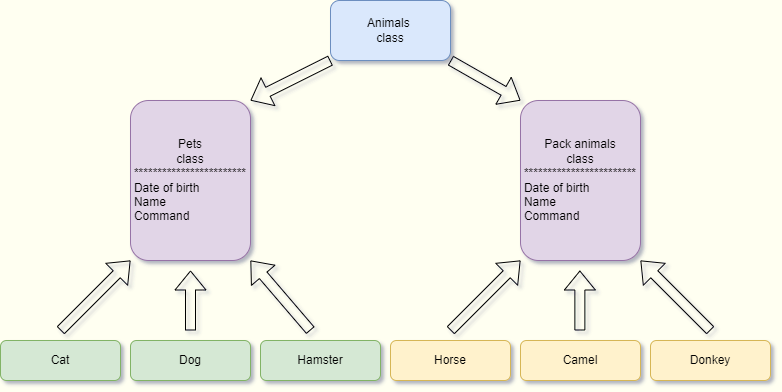 Animals
class
Pets
class
************************
Date of birth
Name
Command
Pack animals
class
************************
Date of birth
Name
Command
Cat
Dog
Hamster
Horse
Camel
Donkey